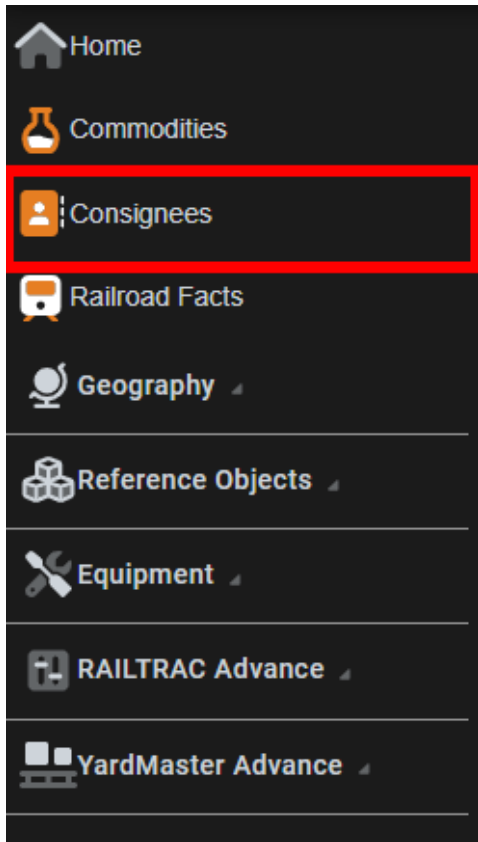 Home
Commodities
Consignees
Railroad Facts
Geography
Reference Objects
Equipment
RAILTRAC Advance
YardMaster Advance